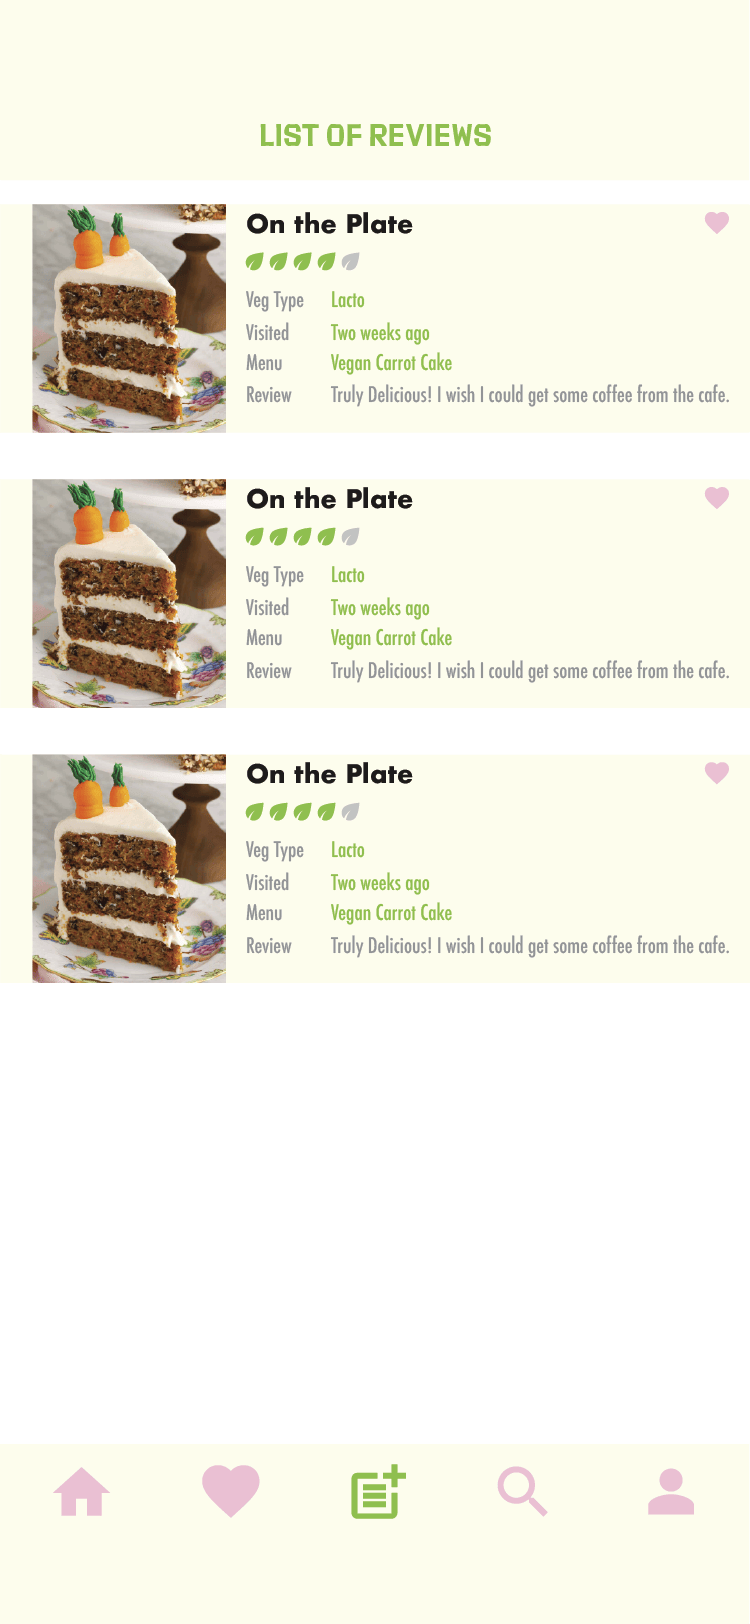 LIST OF REVIEWS
On the Plate
Veg Type Lacto
Visited Two weeks ago
Menu Vegan Carrot Cake
Review Truly Delicious! I wish I could get some coffee from the cafe.
On the Plate
Veg Type Lacto
Visited Two weeks ago
Menu Vegan Carrot Cake
Review Truly Delicious! I wish I could get some coffee from the cafe.
On the Plate
Veg Type Lacto
Visited Two weeks ago
Menu Vegan Carrot Cake
Review Truly Delicious! I wish I could get some coffee from the cafe.